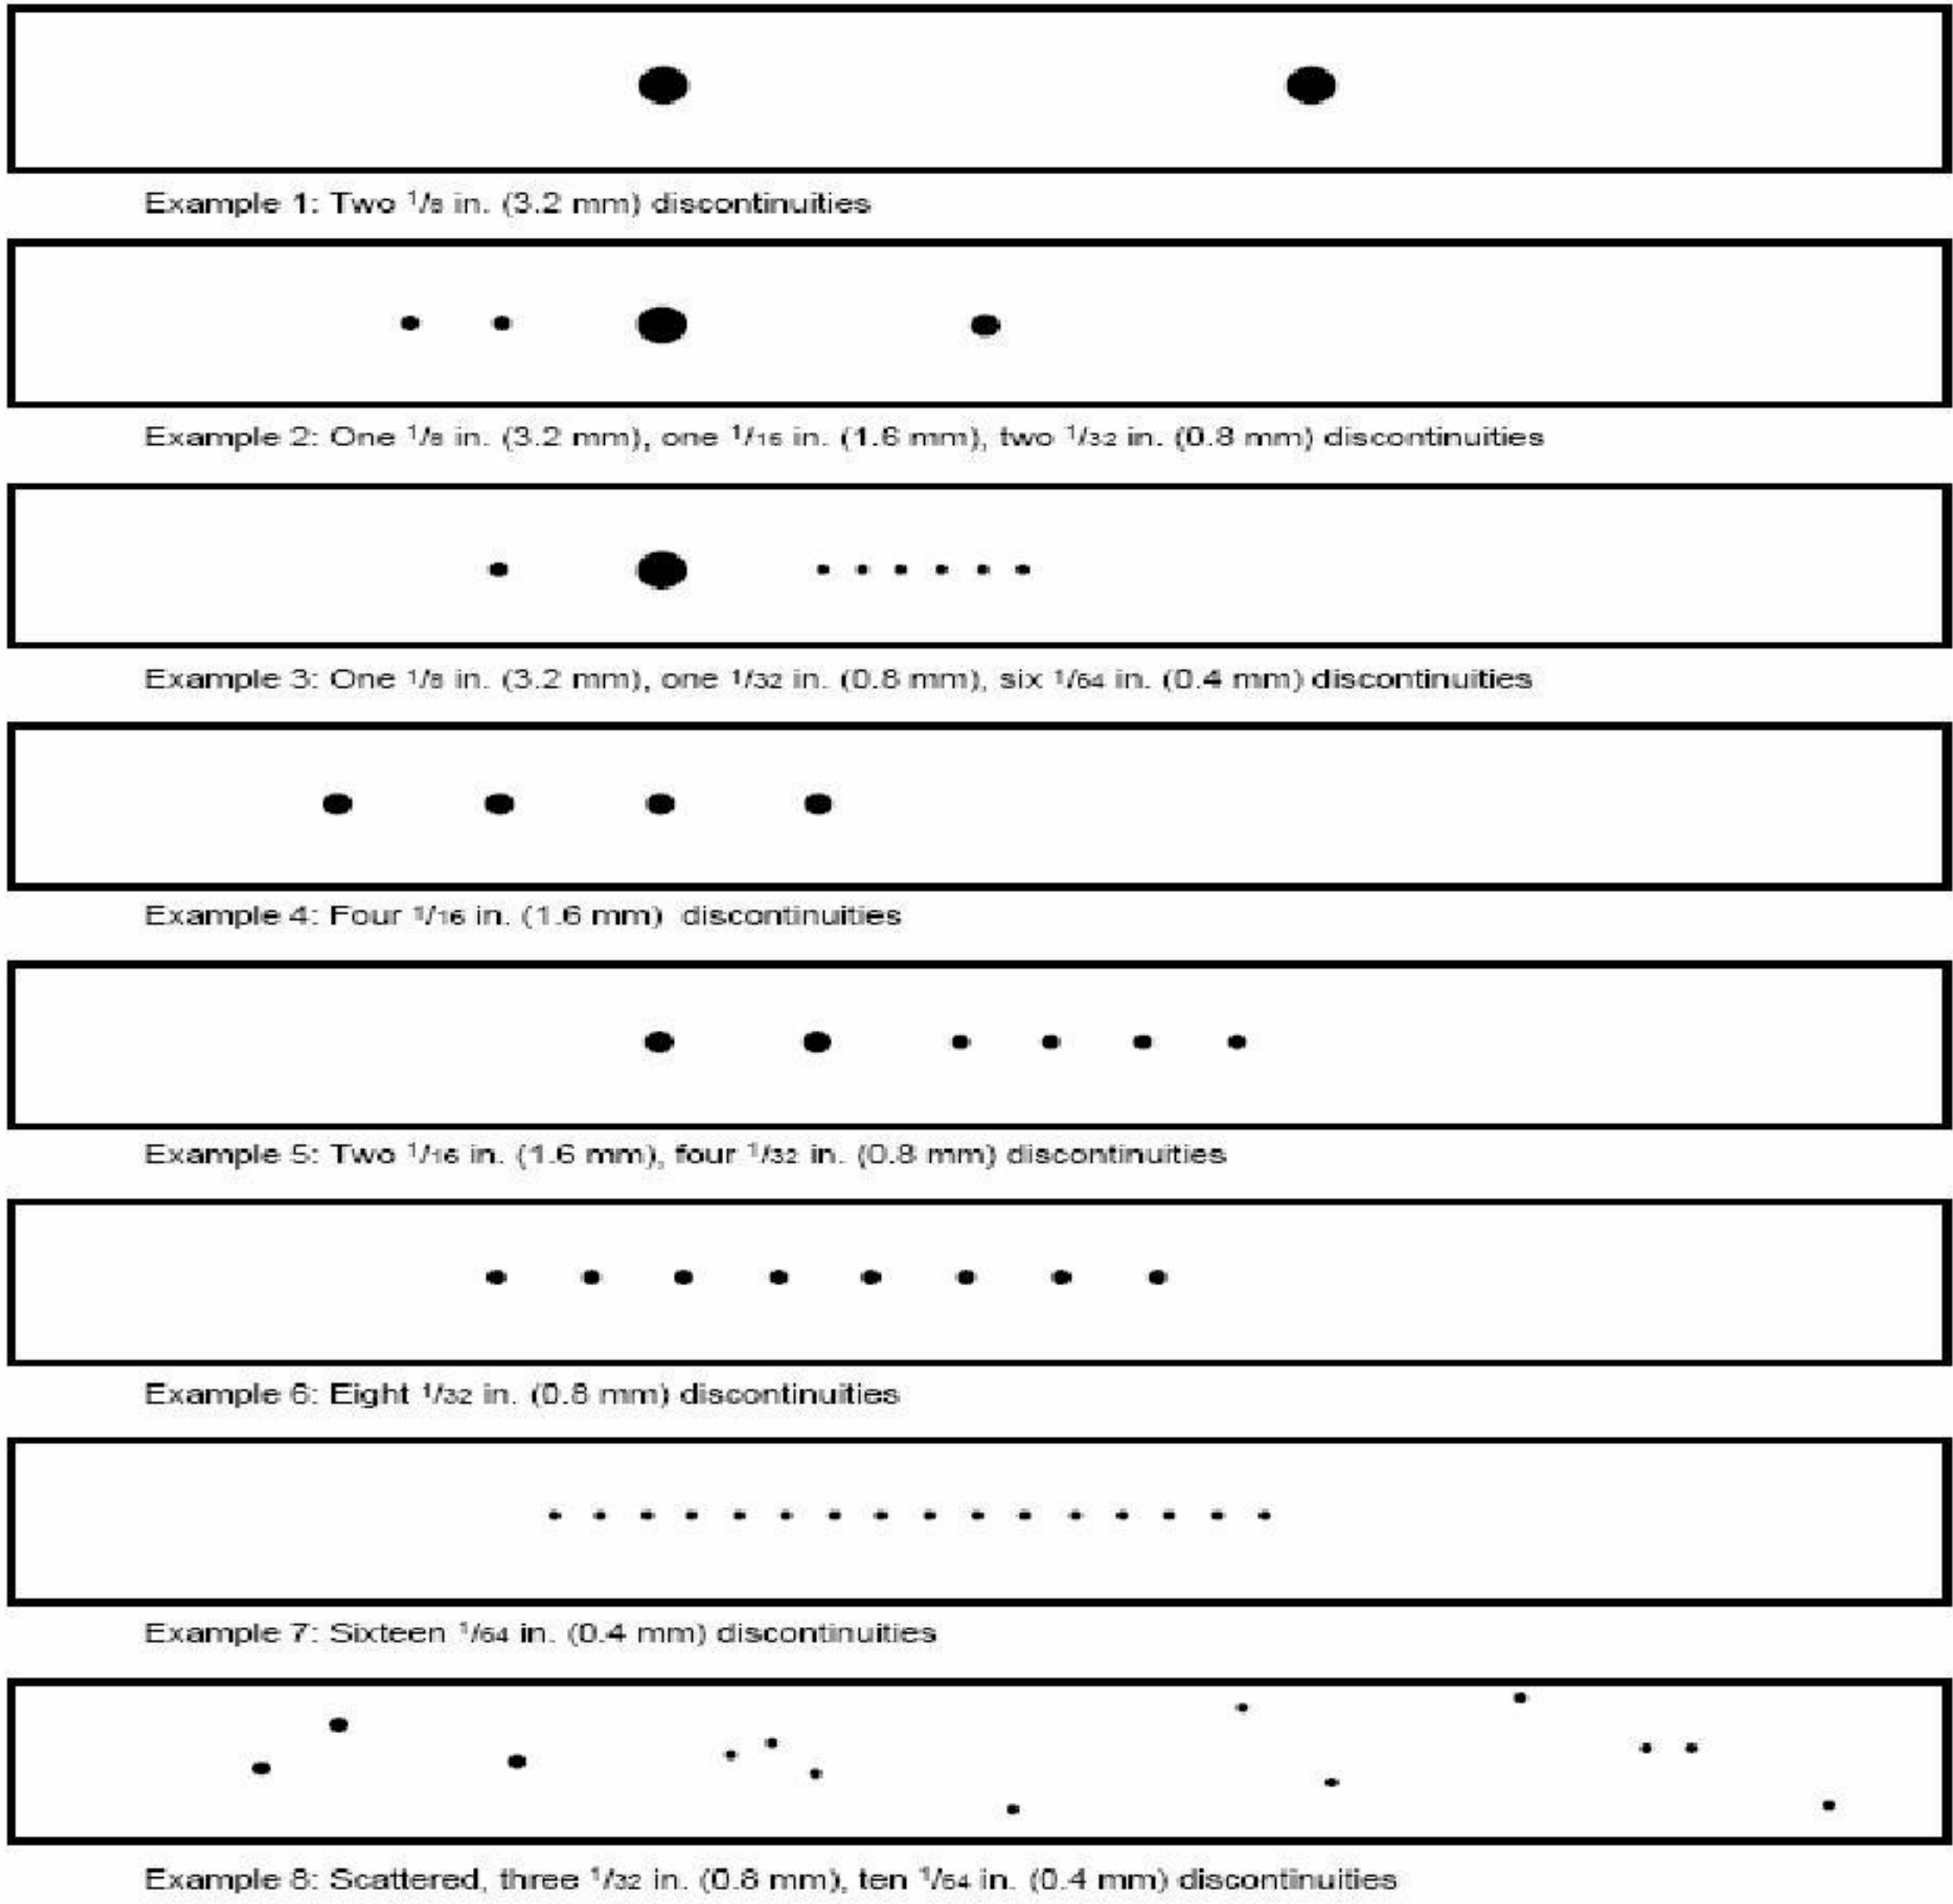 Example 1: Two 1/8 in. (3.2 mm) discontinuities
Example 2: One 1/8 in. (3.2 mm), one 1/16 in. (1.6 mm), two 1/32 in. (0.8 mm) discontinuities
Example 3: One 1/8 in. (3.2 mm), one 1/32 in. (0.8 mm), six 1/64 in. (0.4 mm) discontinuities
Example 4: Four 1/16 in. (1.6 mm) discontinuities
Example 5: Two 1/16 in. (1.6 mm), four 1/32 in. (0.8 mm) discontinuities
Example 6: Eight 1/32 in. (0.8 mm) discontinuities
Example 7: Sixteen 1/64 in. (0.4 mm) discontinuities
Example 8: Scattered, three 1/32 in. (0.8 mm), ten 1/64 in. (0.4 mm) discontinuities